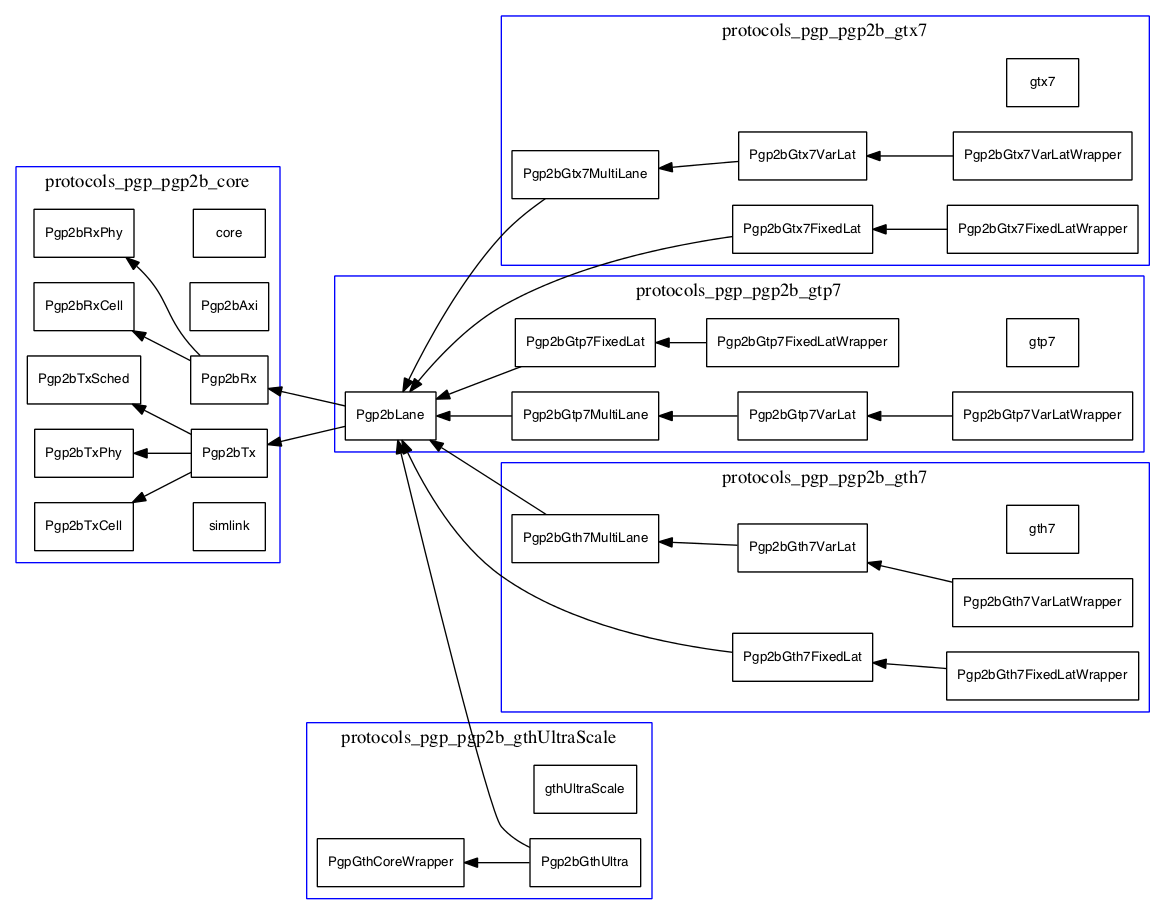 protocols_pgp_pgp2b_gtx7
gtx7
Pgp2bGtx7MultiLane
Pgp2bGtx7VarLat
Pgp2bGtx7VarLatWrapper
Pgp2bGtx7FixedLat
Pgp2bGtx7FixedLatWrapper
protocols_pgp_pgp2b_core
Pgp2bRxPhy
core
Pgp2bRxCell
Pgp2bAxi
Pgp2bTxSched
Pgp2bRx
Pgp2bTxPhy
Pgp2bTx
Pgp2bTxCell
simlink
protocols_pgp_pgp2b_gtp7
Pgp2bGtp7FixedLat
Pgp2bGtp7FixedLatWrapper
gtp7
Pgp2bLane
Pgp2bGtp7MultiLane
Pgp2bGtp7VarLat
Pgp2bGtp7VarLatWrapper
protocols_pgp_pgp2b_gth7
gth7
Pgp2bGth7MultiLane
Pgp2bGth7VarLat
Pgp2bGth7VarLatWrapper
Pgp2bGth7FixedLat
Pgp2bGth7FixedLatWrapper
protocols_pgp_pgp2b_gthUltraScale
gthUltraScale
PgpGthCoreWrapper
Pgp2bGthUltra